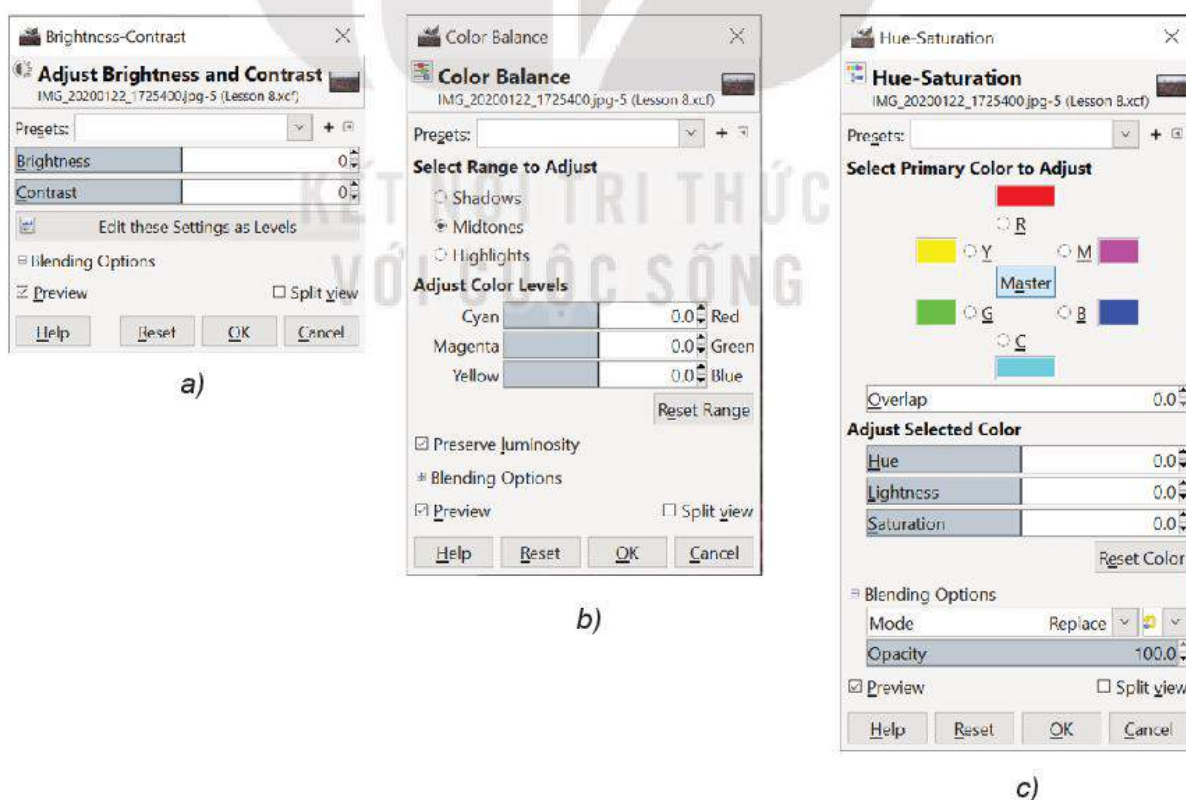 Brightness-Contrast
Adjust Brightness and Contrast
IMG_20200122_1725400.jpg-5 (Lesson 8.xcf)
Presets:
Brightness 0
Contrast 0
Edit these Settings as Levels
Blending Options
Preview Split view
Help Reset OK Cancel
a)
Color Balance
Color Balance
IMG_20200122_1725400.jpg-5 (Lesson 8.xcf)
Presets:
Select Range to Adjust
Shadows
Midtones
Highlights
Adjust Color Levels
Cyan 0.0 Red
Magenta 0.0 Green
Yellow 0.0 Blue
Reset Range
Preserve luminosity
Blending Options
Preview Split view
Help Reset OK Cancel
b)
Hue-Saturation
Hue-Saturation
IMG_20200122_1725400.jpg-5 (Lesson 8.xcf)
Presets:
Select Primary Color to Adjust
R
Y M
Master
G B
C
Overlap 0.0
Adjust Selected Color
Hue 0.0
Lightness 0.0
Saturation 0.0
Reset Color
Blending Options
Mode Replace
Opacity 100.0
Preview Split view
Help Reset OK Cancel
c)
KẾT NỐI TRI THỨC
VỚI CUỘC SỐNG